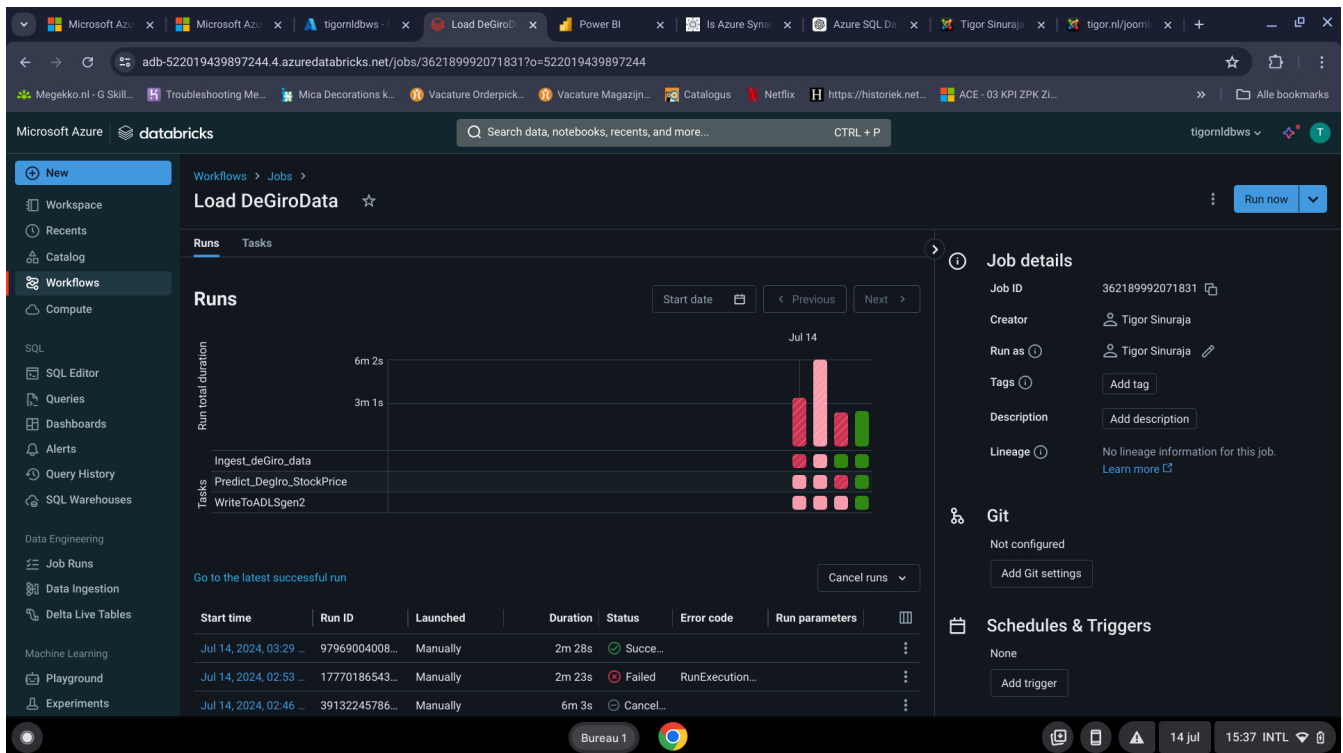 Microsoft Azu
Microsoft Azu
tigornldbws -
Load DeGiroD
Power BI
Is Azure Syna
Azure SQL Da
Tigor Sinuraja
tigor.nl/jooml
adb-522019439897244.4.azuredatabricks.net/jobs/362189992071831?o=522019439897244
Megekko.nl - G Skill...
Troubleshooting Me...
Mica Decorations k...
Vacature Orderpick...
Vacature Magazijn...
Catalogus
Netflix
https://historiek.net...
ACE - 03 KPI ZPK Zi...
»
Alle bookmarks
Microsoft Azure
databricks
Search data, notebooks, recents, and more...
CTRL + P
tigornldbws
T
New
Workspace
Recents
Catalog
Workflows
Compute
SQL
SQL Editor
Queries
Dashboards
Alerts
Query History
SQL Warehouses
Data Engineering
Job Runs
Data Ingestion
Delta Live Tables
Machine Learning
Playground
Experiments
Workflows > Jobs >
Load DeGiroData
Run now
Runs Tasks
Runs
Start date
< Previous
Next >
Jul 14
Run total duration
6m 2s
3m 1s
Tasks
Ingest_deGiro_data
Predict_DegIro_StockPrice
WriteToADLSgen2
Go to the latest successful run
Cancel runs
Start time Run ID Launched Duration Status Error code Run parameters
Jul 14, 2024, 03:29 ... 97969004008... Manually 2m 28s Succe...
Jul 14, 2024, 02:53 ... 17770186543... Manually 2m 23s Failed RunExecution...
Jul 14, 2024, 02:46 ... 39132245786... Manually 6m 3s Cancel...
Job details
Job ID 362189992071831
Creator Tigor Sinuraja
Run as Tigor Sinuraja
Tags Add tag
Description Add description
Lineage No lineage information for this job.
Learn more
Git
Not configured
Add Git settings
Schedules & Triggers
None
Add trigger
Bureau 1
14 jul
15:37 INTL